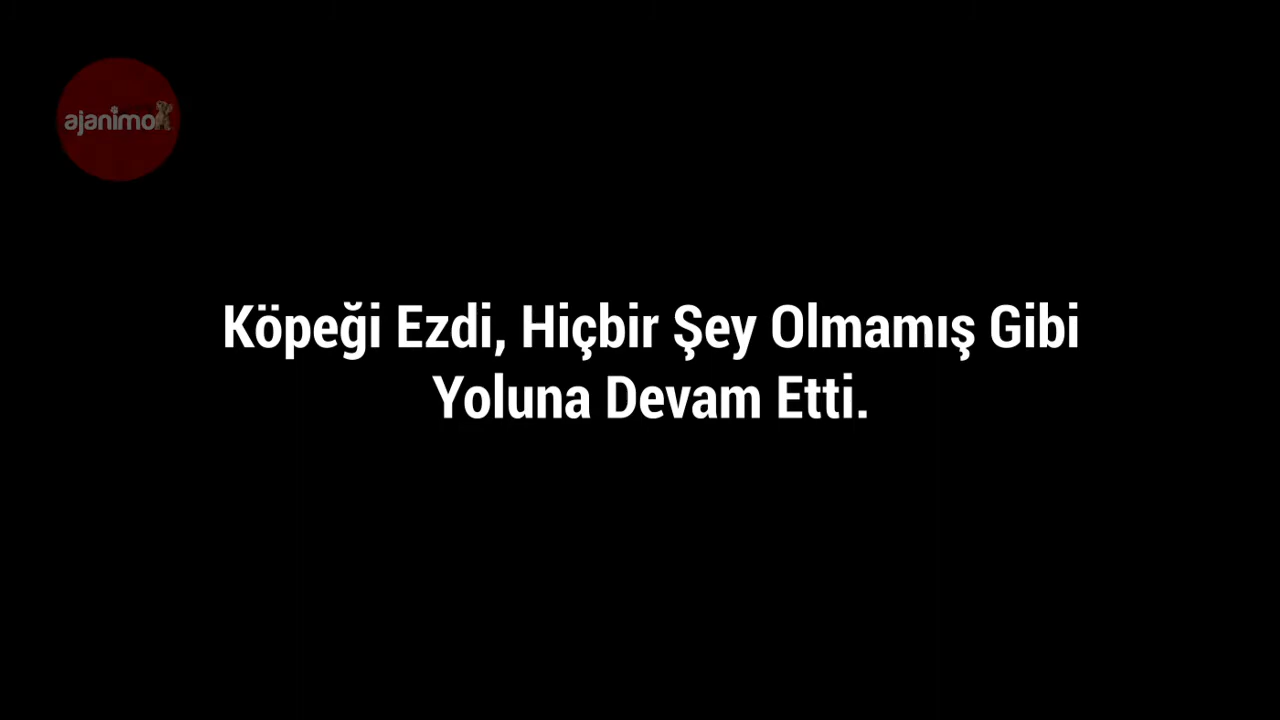 ajanimo
Köpeği Ezdi, Hiçbir Şey Olmamış Gibi
Yoluna Devam Etti.